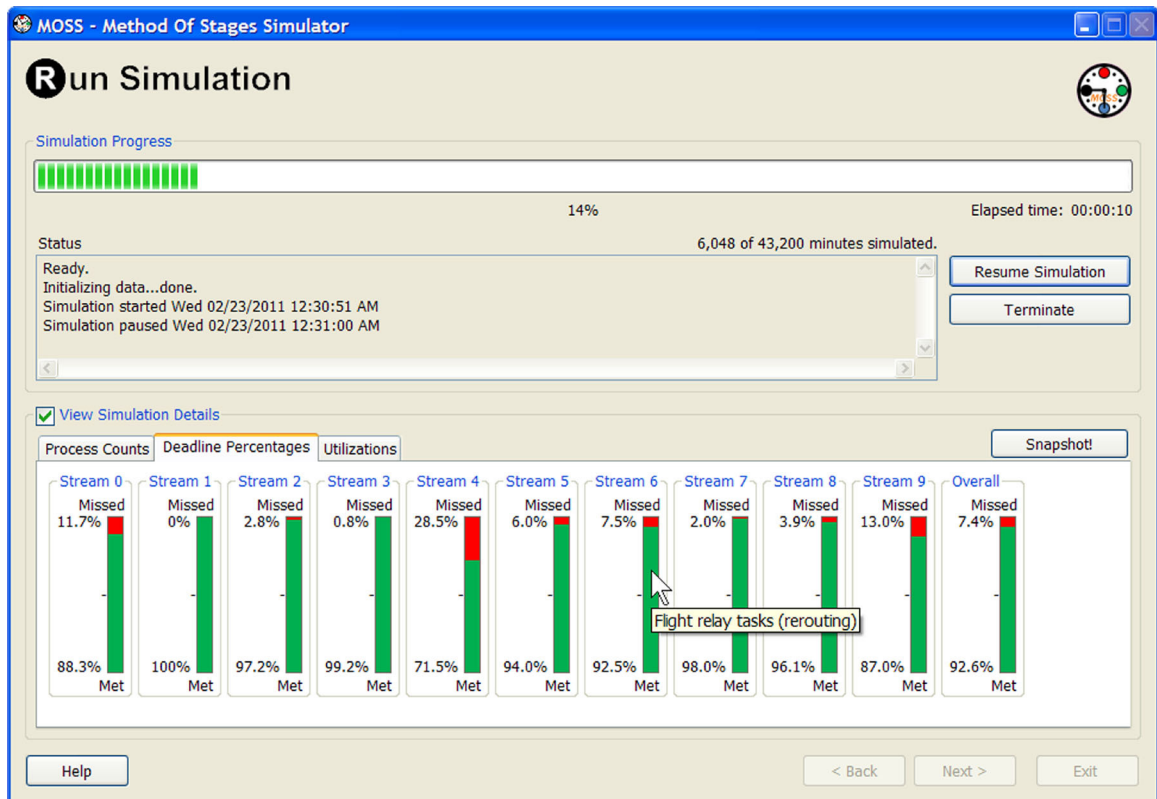 MOSS - Method Of Stages Simulator
Run Simulation
MOSS
Simulation Progress
14%
Elapsed time: 00:00:10
Status
6,048 of 43,200 minutes simulated.
Ready.
Initializing data...done.
Simulation started Wed 02/23/2011 12:30:51 AM
Simulation paused Wed 02/23/2011 12:31:00 AM
Resume Simulation
Terminate
View Simulation Details
Process Counts Deadline Percentages Utilizations
Snapshot!
Stream 0 Stream 1 Stream 2 Stream 3 Stream 4 Stream 5 Stream 6 Stream 7 Stream 8 Stream 9 Overall
Missed Missed Missed Missed Missed Missed Missed Missed Missed Missed Missed
11.7% 0% 2.8% 0.8% 28.5% 6.0% 7.5% 2.0% 3.9% 13.0% 7.4%
- - - - - - - - - - -
Flight relay tasks (rerouting)
88.3% 100% 97.2% 99.2% 71.5% 94.0% 92.5% 98.0% 96.1% 87.0% 92.6%
Met Met Met Met Met Met Met Met Met Met Met
Help
< Back
Next >
Exit